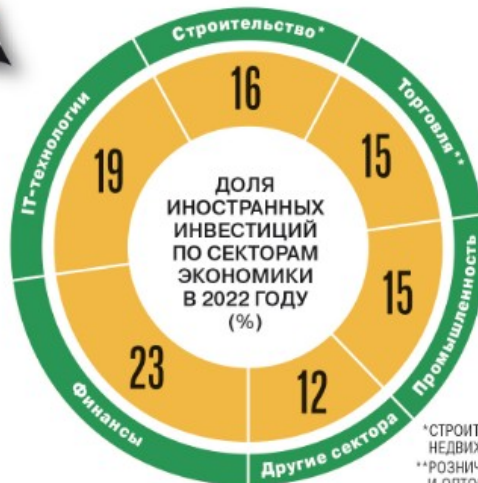 Строительство*
16
Торговля**
15
Промышленность
15
Другие сектора
12
Финансы
23
IT-технологии
19
ДОЛЯ
ИНОСТРАННЫХ
ИНВЕСТИЦИЙ
ПО СЕКТОРАМ
ЭКОНОМИКИ
В 2022 ГОДУ
(%)